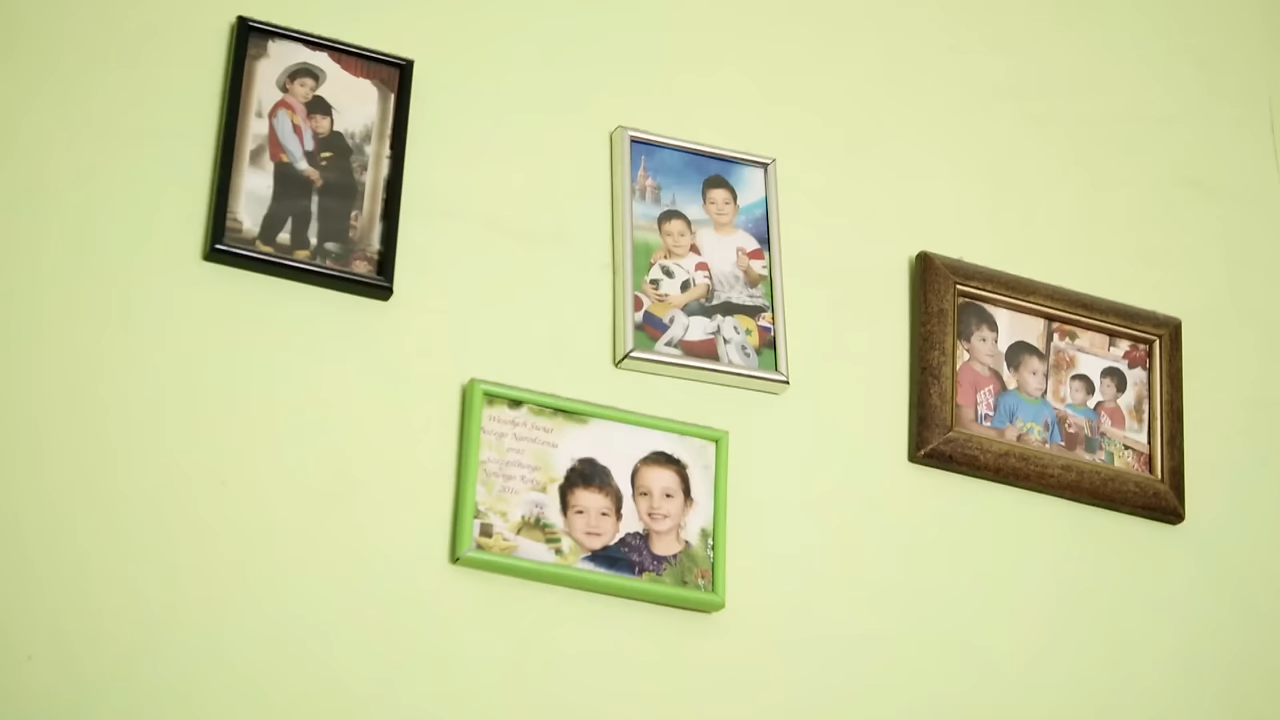 Wesołych Świąt
Bożego Narodzenia
oraz
Szczęśliwego
Nowego Roku
2016